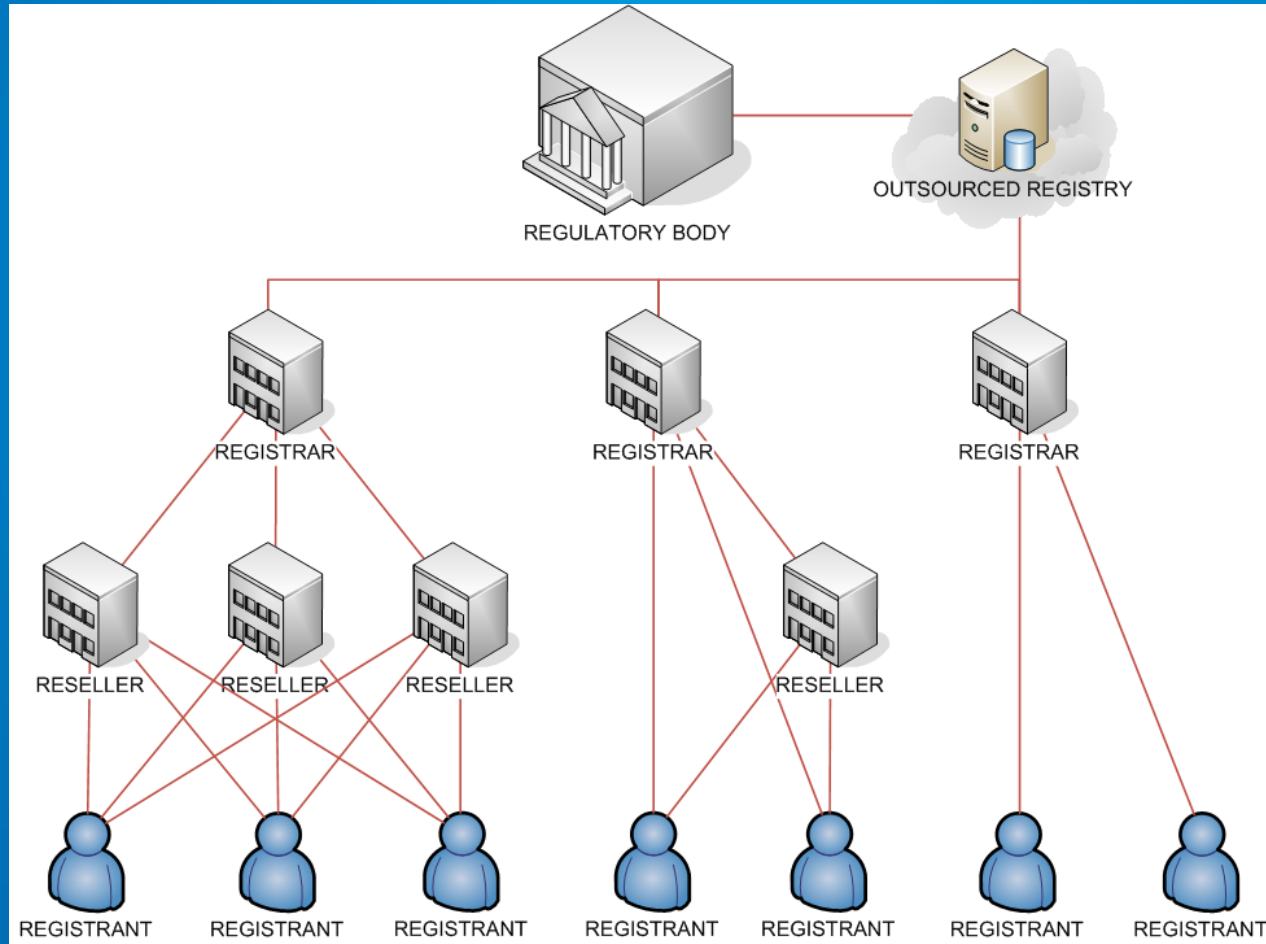 OUTSOURCED REGISTRY
REGULATORY BODY
REGISTRAR
REGISTRAR
REGISTRAR
RESELLER
RESELLER
RESELLER
RESELLER
REGISTRANT
REGISTRANT
REGISTRANT
REGISTRANT
REGISTRANT
REGISTRANT
REGISTRANT